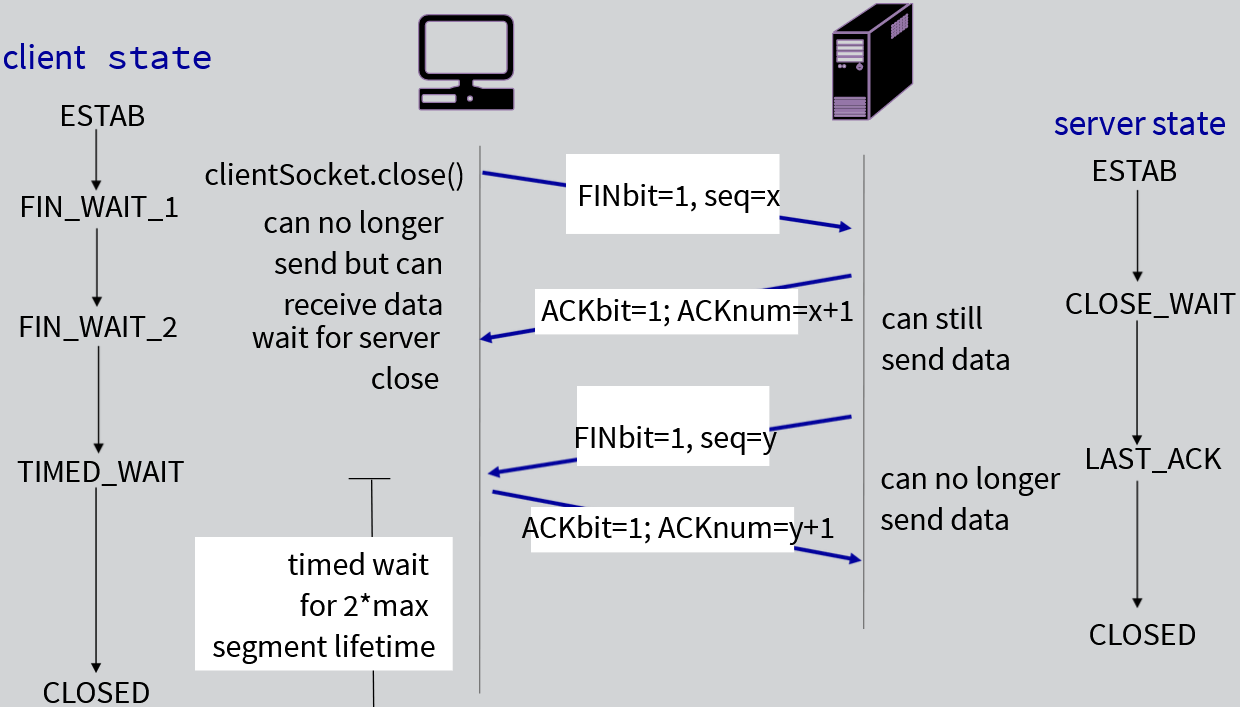 client state
ESTAB
FIN_WAIT_1
FIN_WAIT_2
TIMED_WAIT
CLOSED
clientSocket.close()
can no longer
send but can
receive data
wait for server
close
timed wait
for 2*max
segment lifetime
FINbit=1, seq=x
ACKbit=1; ACKnum=x+1
FINbit=1, seq=y
ACKbit=1; ACKnum=y+1
can still
send data
can no longer
send data
server state
ESTAB
CLOSE_WAIT
LAST_ACK
CLOSED